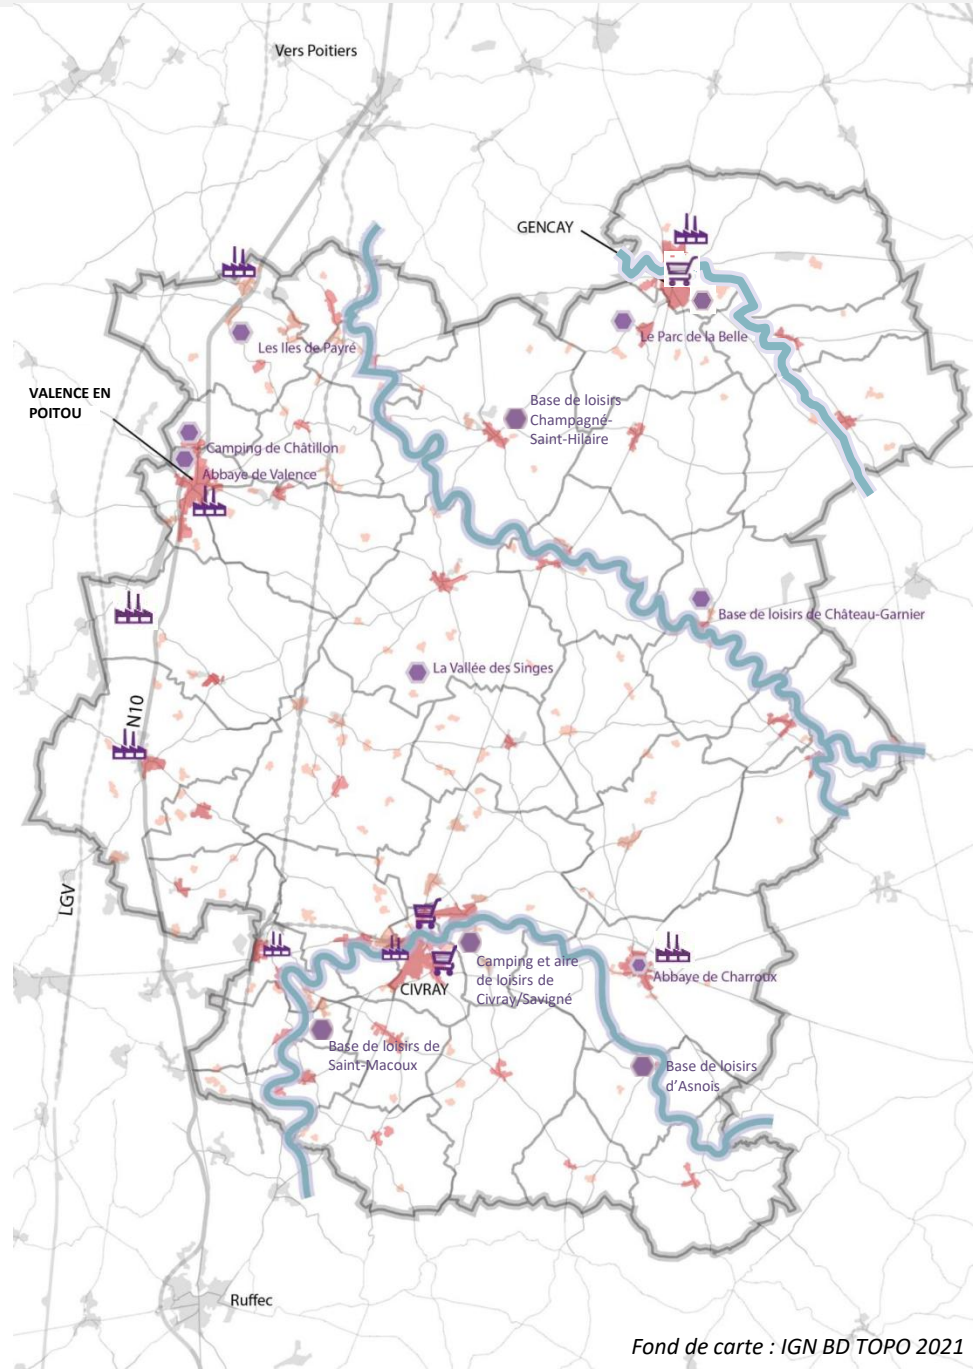 Vers Poitiers
GENCAY
Les Iles de Payré
Le Parc de la Belle
VALENCE EN
POITOU
Base de loisirs
Champagné-
Saint-Hilaire
Camping de Châtillon
Abbaye de Valence
Base de loisirs de Château-Garnier
La Vallée des Singes
N10
LGV
Camping et aire
de loisirs de
Civray/Savigné
Abbaye de Charroux
CIVRAY
Base de loisirs de
Saint-Macoux
Base de loisirs
d'Asnois
Ruffec
Fond de carte : IGN BD TOPO 2021